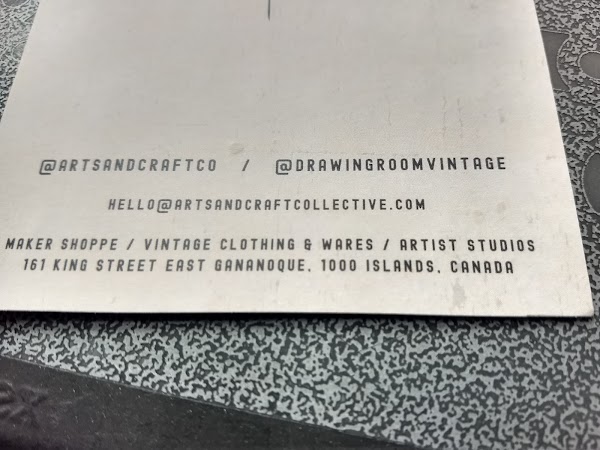 @ARTSANDCRAFTCO / @DRAWINGROOMVINTAGE
HELLO@ARTSANDCRAFTCOLLECTIVE.COM
MAKER SHOPPE / VINTAGE CLOTHING & WARES / ARTIST STUDIOS
161 KING STREET EAST GANANOQUE, 1000 ISLANDS, CANADA